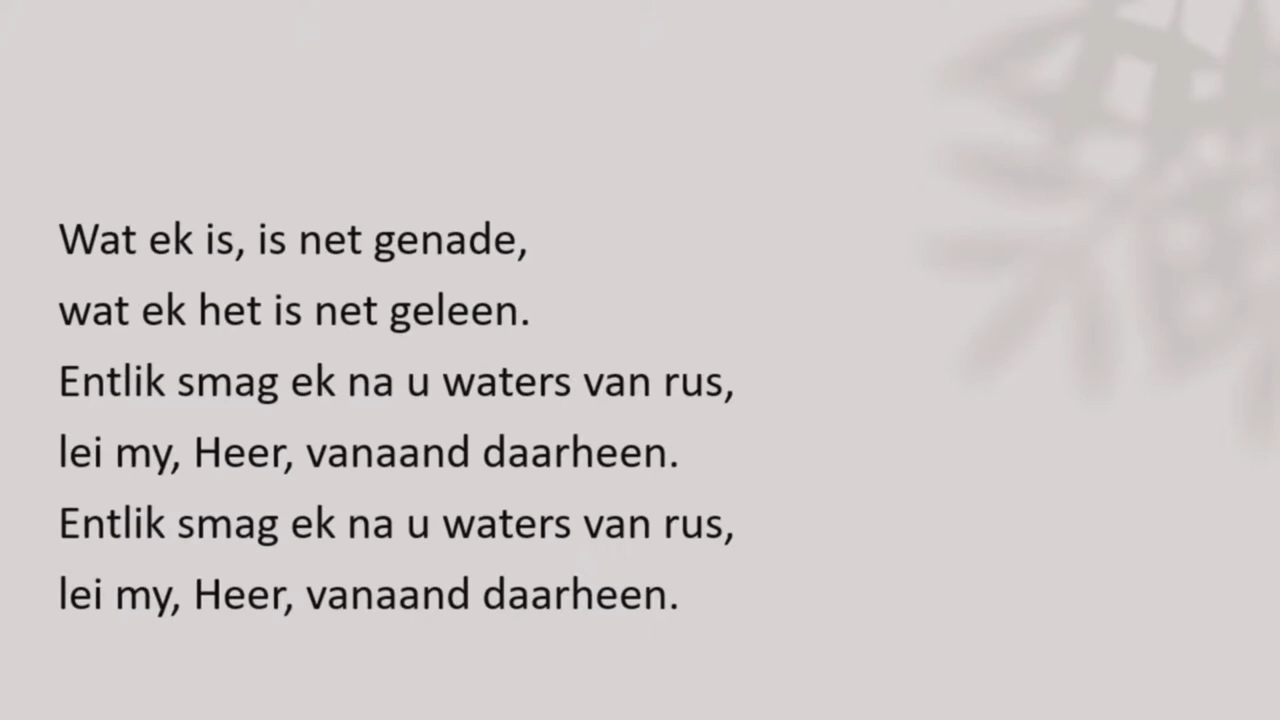 Wat ek is, is net genade,
wat ek het is net geleen.
Entlik smag ek na u waters van rus,
lei my, Heer, vanaand daarheen.
Entlik smag ek na u waters van rus,
lei my, Heer, vanaand daarheen.